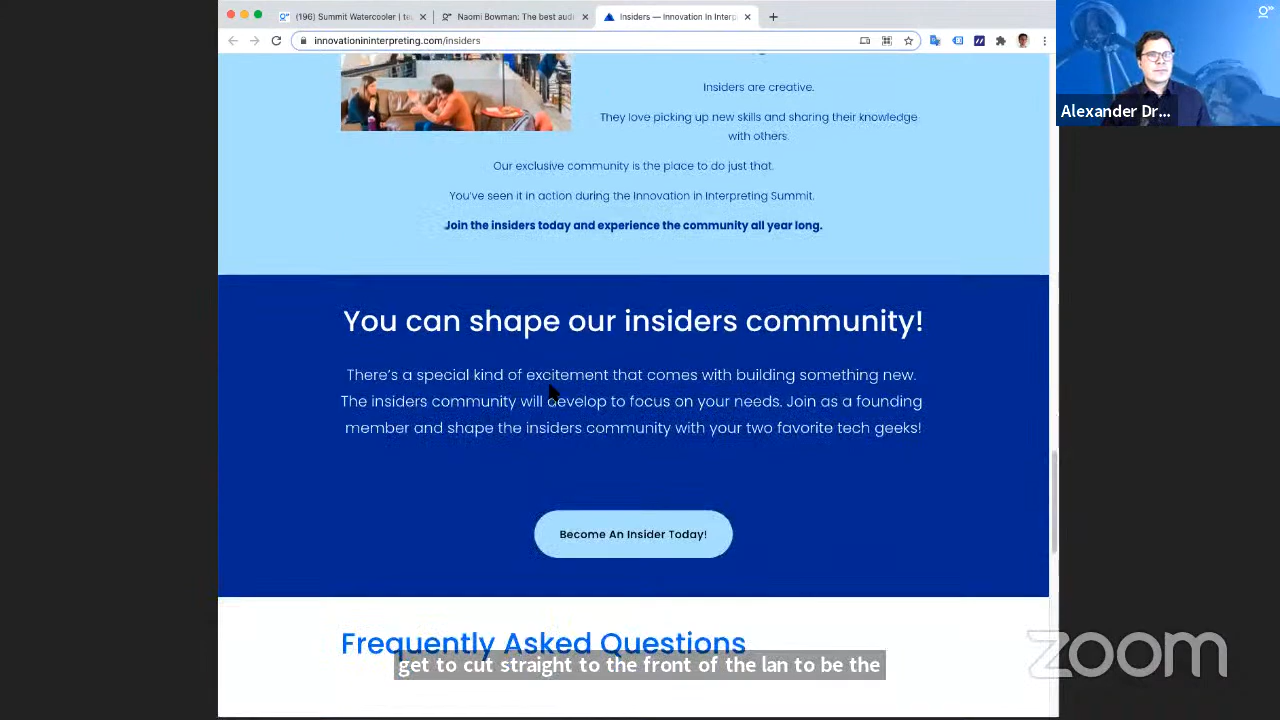 (196) Summit Watercooler | te
Naomi Bowman: The best aud
Insiders — Innovation In Interp
innovationininterpreting.com/insiders
Alexander Dr...
Insiders are creative.
They love picking up new skills and sharing their knowledge
with others.
Our exclusive community is the place to do just that.
You've seen it in action during the Innovation in Interpreting Summit.
Join the insiders today and experience the community all year long.
You can shape our insiders community!
There's a special kind of excitement that comes with building something new.
The insiders community will develop to focus on your needs. Join as a founding
member and shape the insiders community with your two favorite tech geeks!
Become An Insider Today!
Frequently Asked Questions
get to cut straight to the front of the lan to be the
zoom